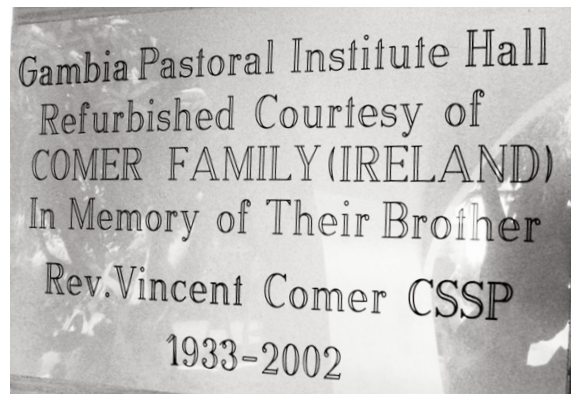 Gambia Pastoral Institute Hall
Refurbished Courtesy of
COMER FAMILY (IRELAND)
In Memory of Their Brother
Rev. Vincent Comer CSSP
1933-2002